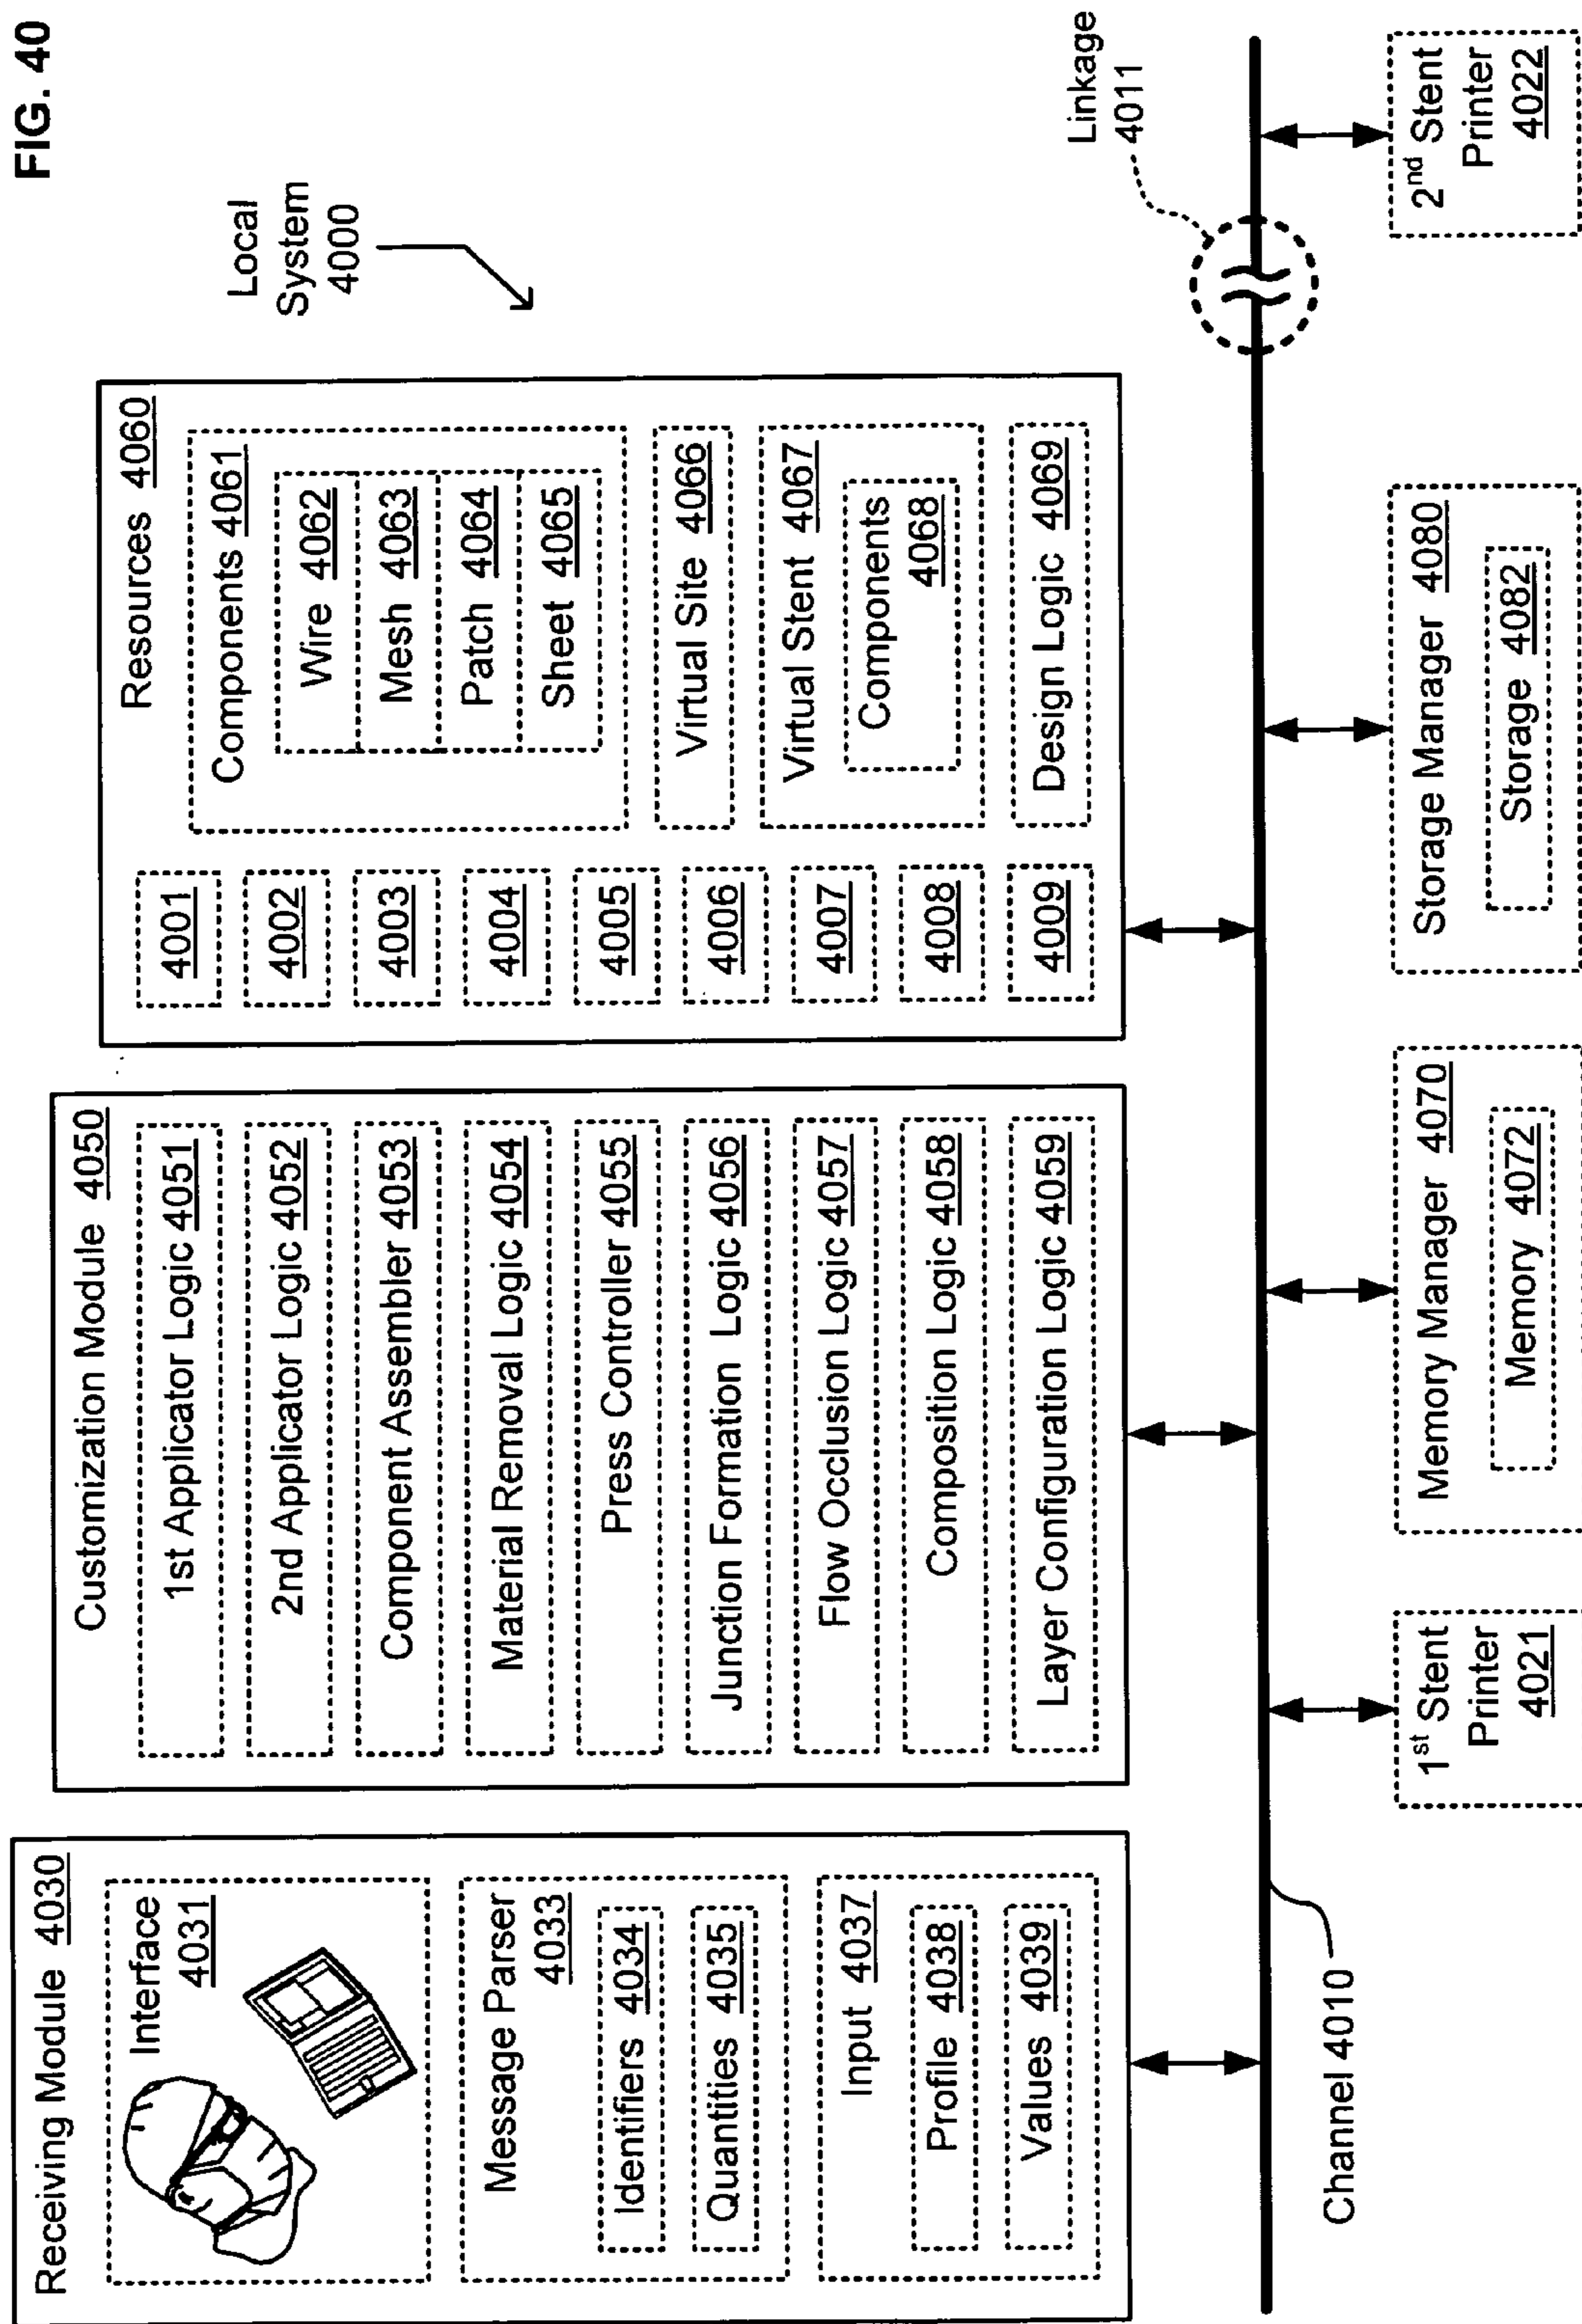 FIG. 40
Local
System
4000
Receiving Module 4030
Interface
4031
Message Parser
4033
Identifiers 4034
Quantities 4035
Input 4037
Profile 4038
Values 4039
Customization Module 4050
1st Applicator Logic 4051
2nd Applicator Logic 4052
Component Assembler 4053
Material Removal Logic 4054
Press Controller 4055
Junction Formation Logic 4056
Flow Occlusion Logic 4057
Composition Logic 4058
Layer Configuration Logic 4059
Resources 4060
4001
4002
4003
4004
4005
4006
4007
4008
4009
Components 4061
Wire 4062
Mesh 4063
Patch 4064
Sheet 4065
Virtual Site 4066
Virtual Stent 4067
Components
4068
Design Logic 4069
Linkage
4011
Channel 4010
1st Stent
Printer
4021
Memory Manager 4070
Memory 4072
Storage Manager 4080
Storage 4082
2nd Stent
Printer
4022